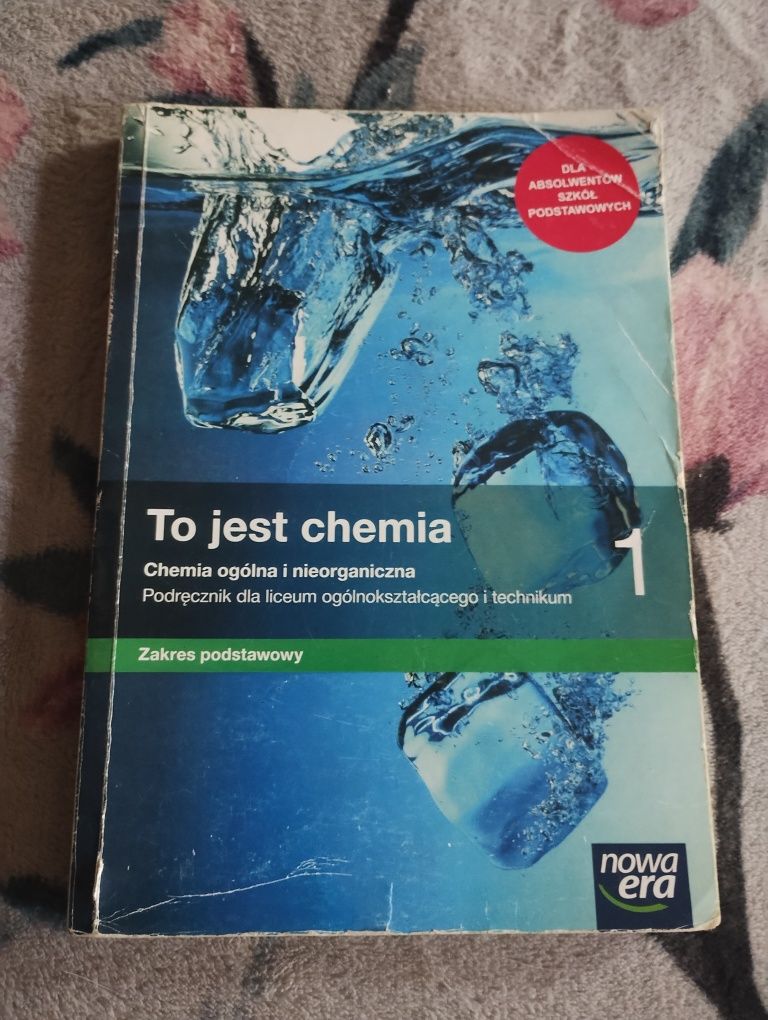 DLA
ABSOLWENTÓW
SZKÓŁ
PODSTAWOWYCH
To jest chemia
1
Chemia ogólna i nieorganiczna
Podręcznik dla liceum ogólnokształcącego i technikum
Zakres podstawowy
nowa
era